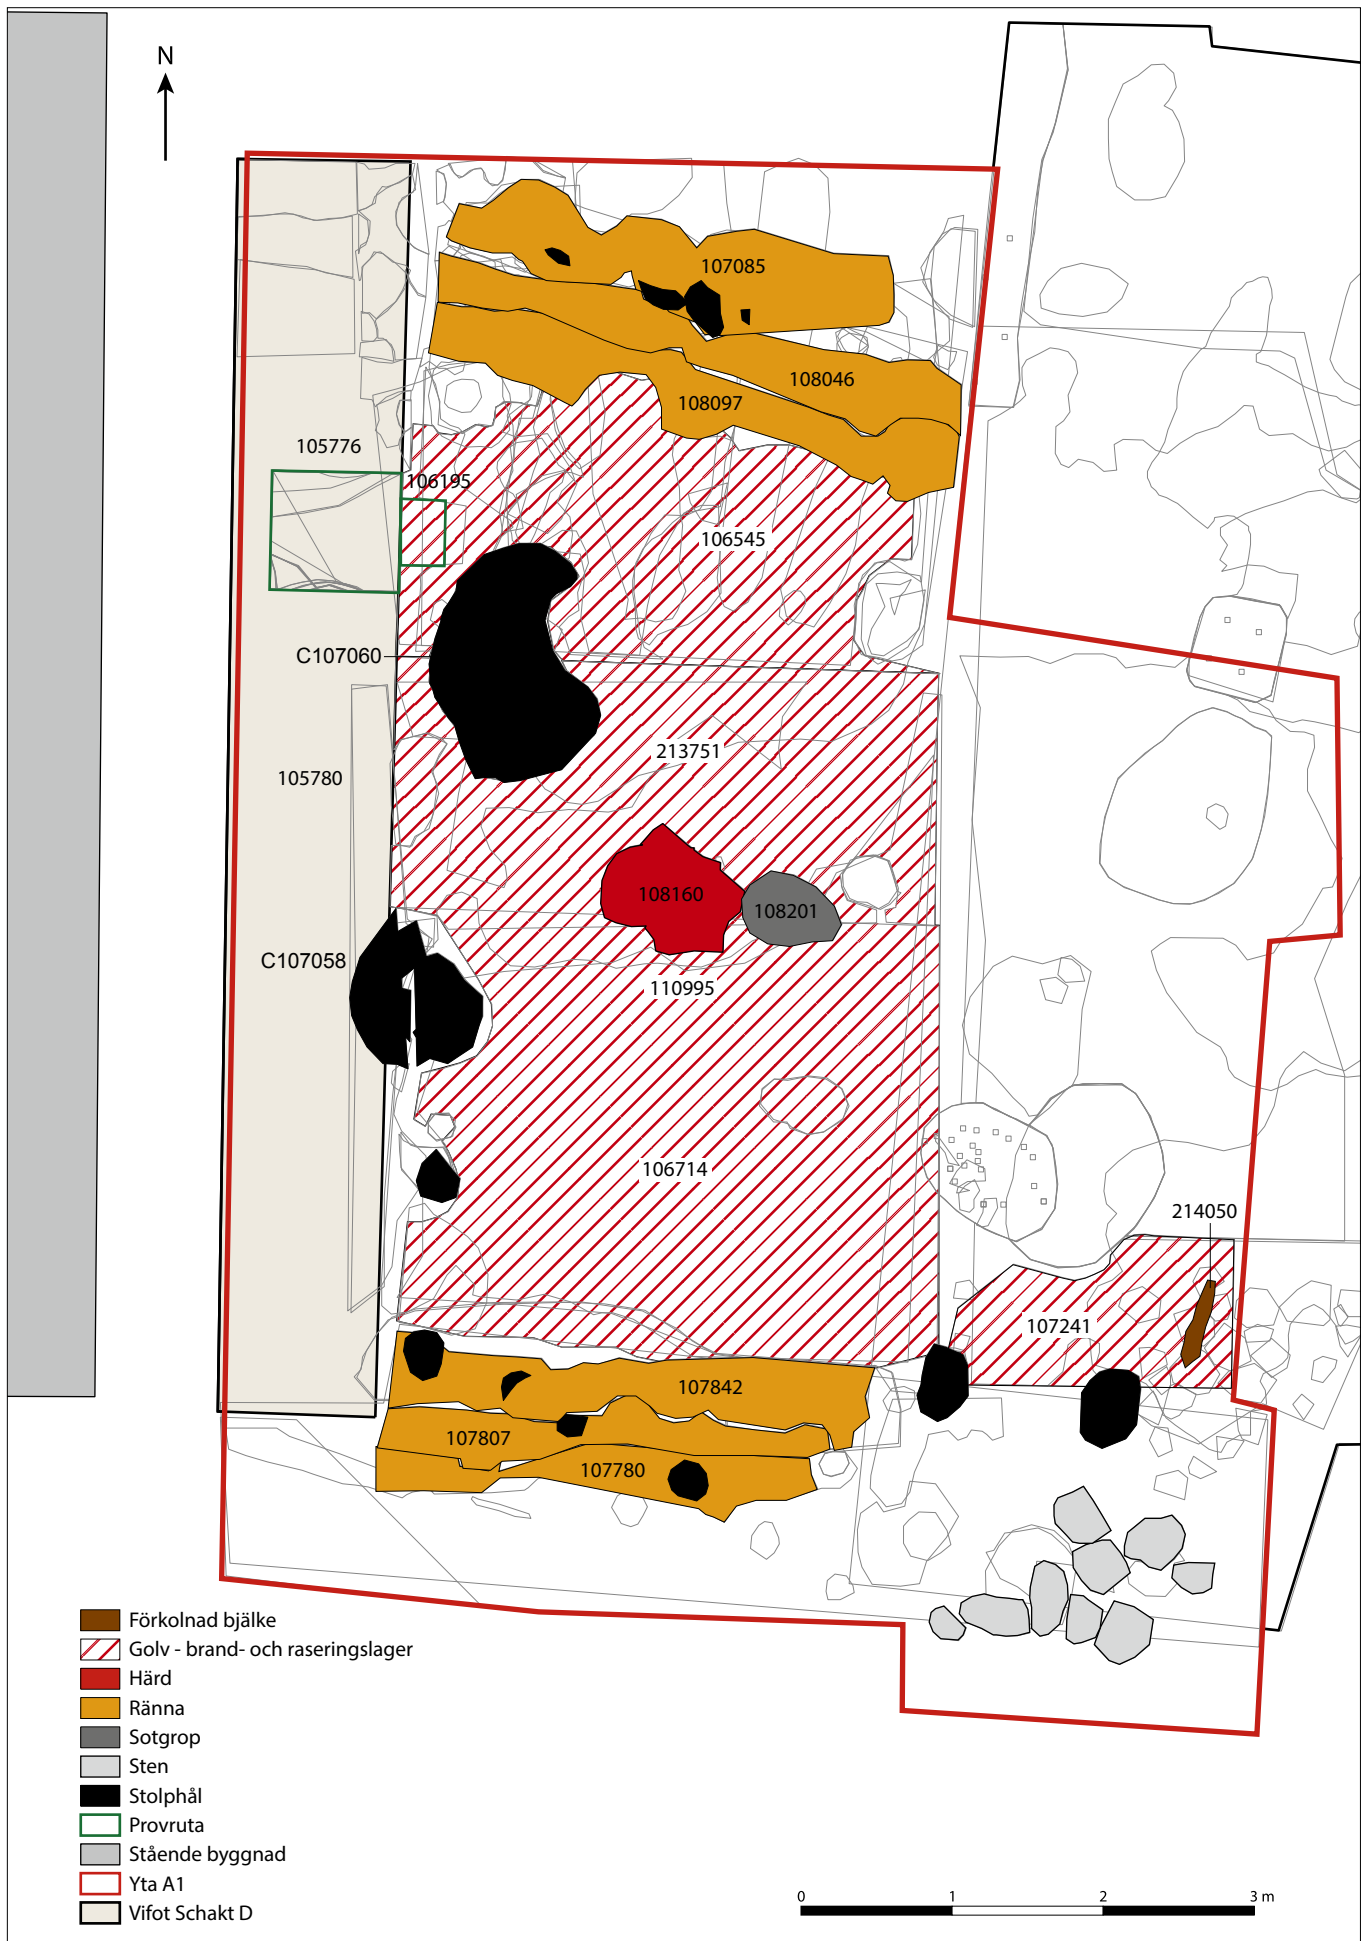 N
107085
108046
108097
105776
106195
106545
C107060
213751
105780
108160
108201
C107058
110995
106714
214050
107241
107842
107807
107780
Förkolnad bjälke
Golv - brand- och raseringslager
Härd
Ränna
Sotgrop
Sten
Stolphål
Provruta
Stående byggnad
Yta A1
Vifot Schakt D
0 1 2 3 m